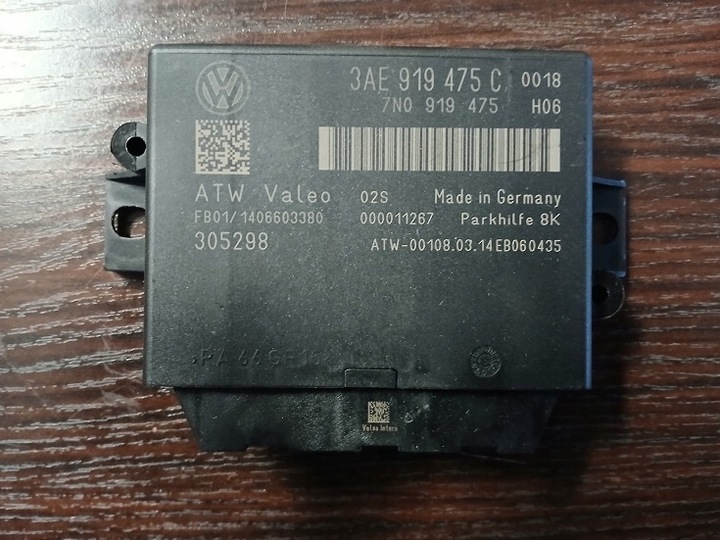 3AE 919 475 C 0018
7N0 919 475 H06
ATW Valeo 02S Made in Germany
FB01/1406603380 000011267 Parkhilfe 8K
305298 ATW-00108.03.14EB060435
Valeo Intern